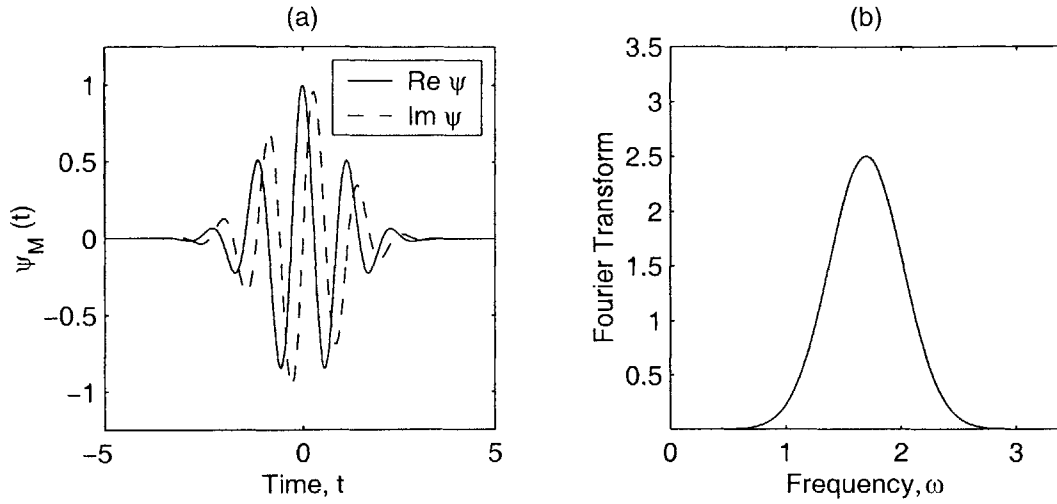 (a)
ψM (t)
1
0.5
0
−0.5
−1
Re ψ
Im ψ
−5
0
5
Time, t
(b)
Fourier Transform
3.5
3
2.5
2
1.5
1
0.5
0
1
2
3
Frequency, ω